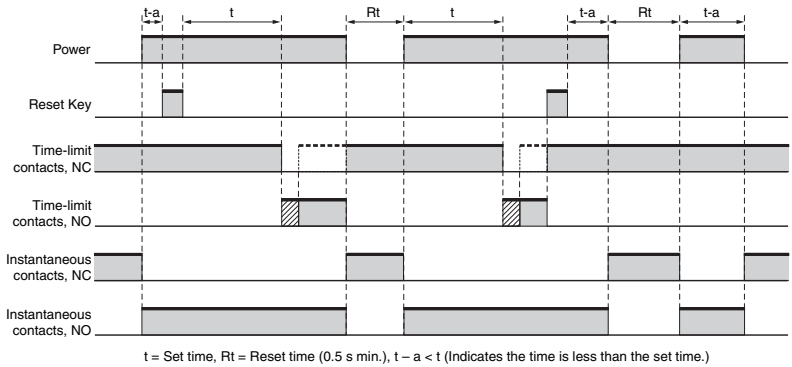 t-a t Rt t t-a Rt t-a
Power
Reset Key
Time-limit
contacts, NC
Time-limit
contacts, NO
Instantaneous
contacts, NC
Instantaneous
contacts, NO
t = Set time, Rt = Reset time (0.5 s min.), t – a < t (Indicates the time is less than the set time.)